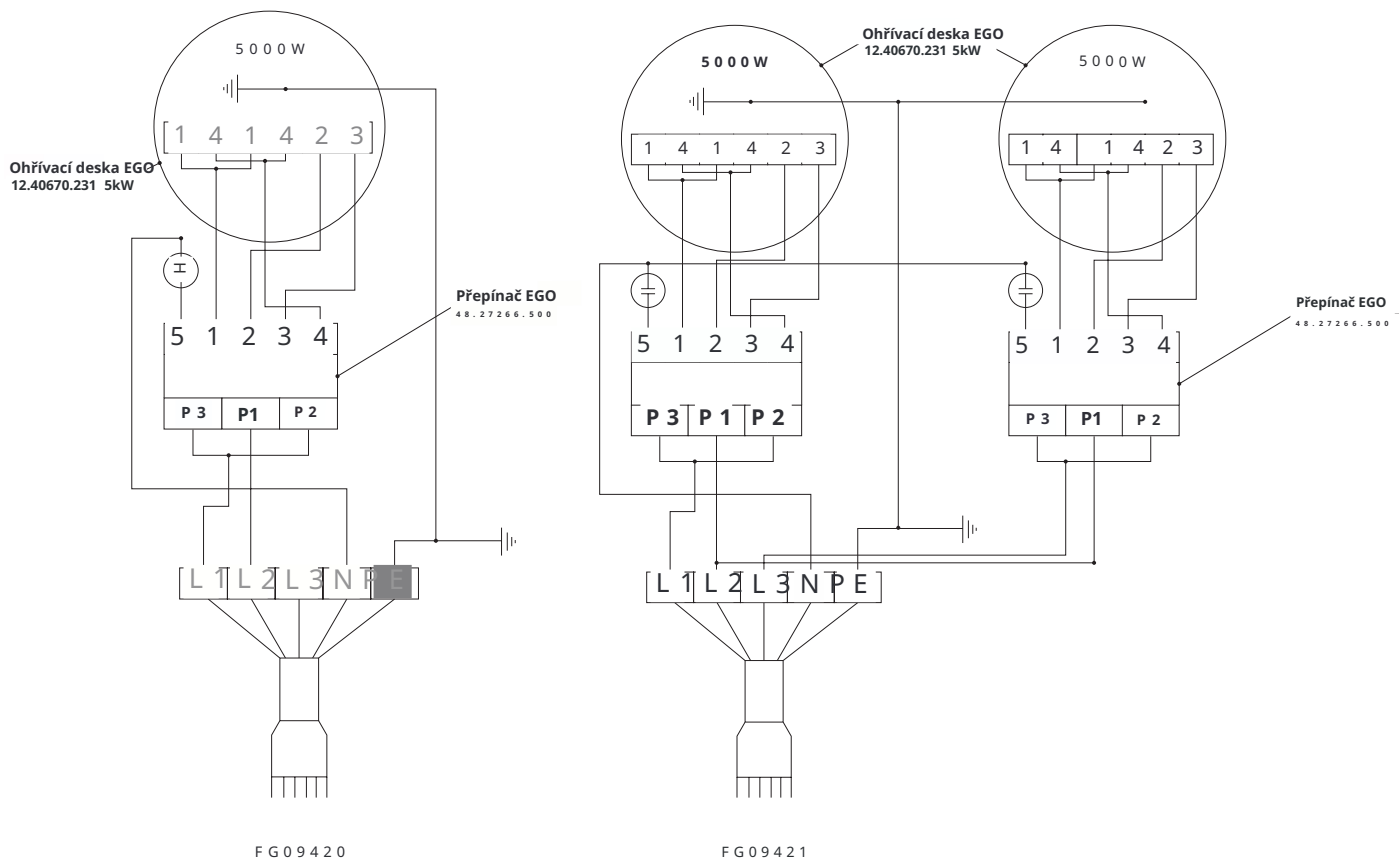 5000W
1 4 1 4 2 3
Ohřívací deska EGO
12.40670.231 5kW
H
Přepínač EGO
48.27266.500
5 1 2 3 4
P3 P1 P2
L1 L2 L3 N PE
FG09420
Ohřívací deska EGO
12.40670.231 5kW
5000W
5000W
1 4 1 4 2 3
1 4 1 4 2 3
Přepínač EGO
48.27266.500
5 1 2 3 4
5 1 2 3 4
P3 P1 P2
P3 P1 P2
L1 L2 L3 N PE
FG09421